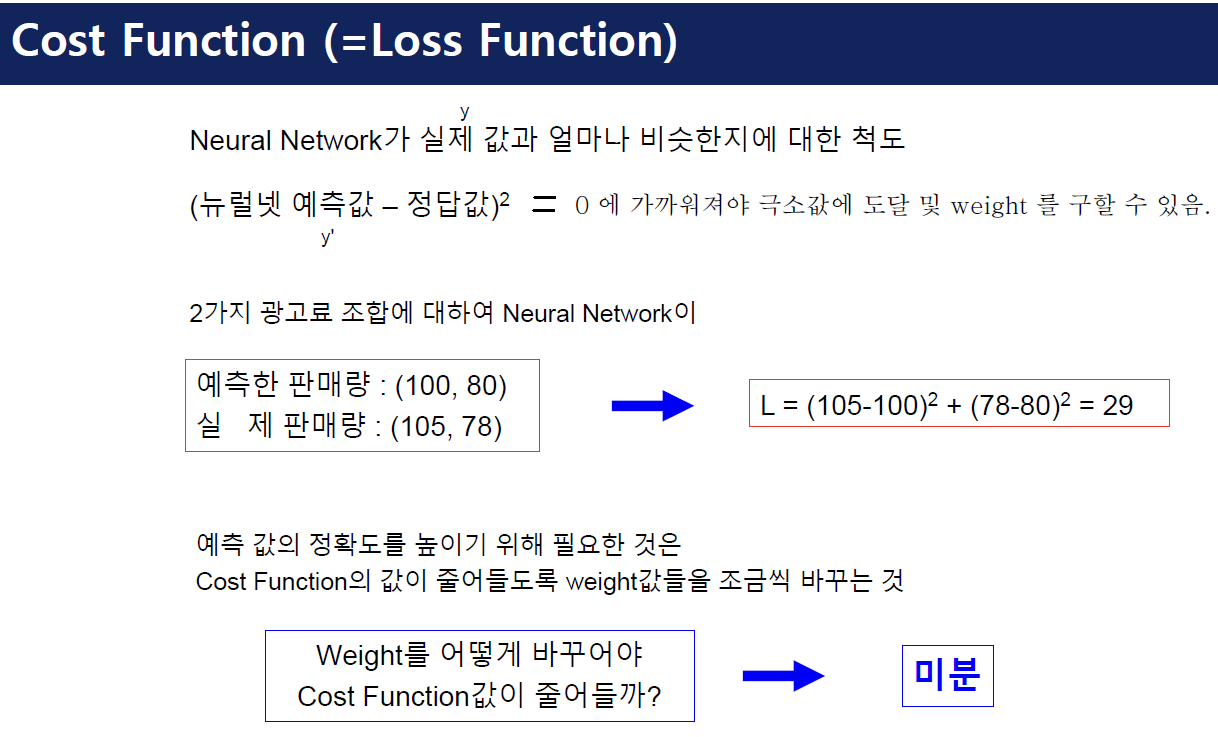 Cost Function (=Loss Function)
y
Neural Network가 실제 값과 얼마나 비슷한지에 대한 척도
(뉴럴넷 예측값 – 정답값)² = 0 에 가까워져야 극소값에 도달 및 weight 를 구할 수 있음.
y'
2가지 광고료 조합에 대하여 Neural Network이
예측한 판매량 : (100, 80)
실 제 판매량 : (105, 78)
L = (105-100)² + (78-80)² = 29
예측 값의 정확도를 높이기 위해 필요한 것은
Cost Function의 값이 줄어들도록 weight값들을 조금씩 바꾸는 것
Weight를 어떻게 바꾸어야
Cost Function값이 줄어들까?
미분